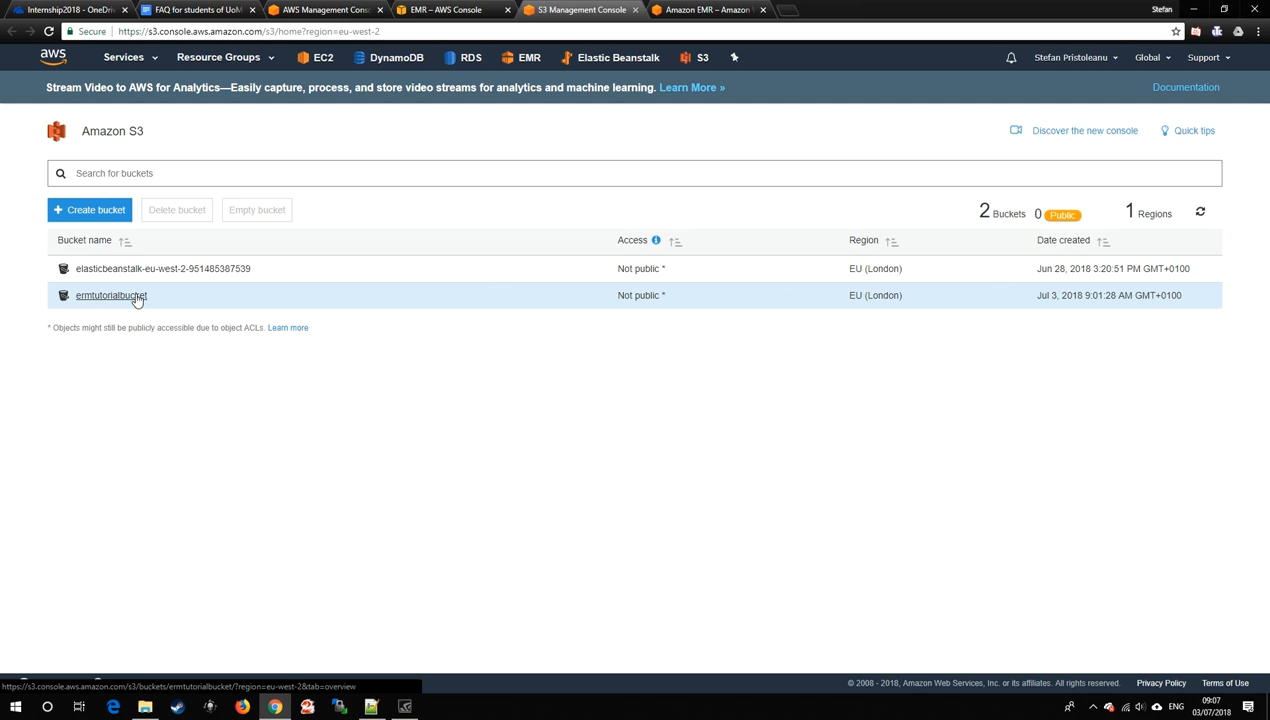 Internship2018 - OneDriv
FAQ for students of UoM
AWS Management Cons
EMR – AWS Console
S3 Management Console
Amazon EMR – Amazon
Stefan
Secure
https://s3.console.aws.amazon.com/s3/home?region=eu-west-2
aws
Services
Resource Groups
EC2
DynamoDB
RDS
EMR
Elastic Beanstalk
S3
Stefan Pristoleanu
Global
Support
Stream Video to AWS for Analytics—Easily capture, process, and store video streams for analytics and machine learning. Learn More »
Documentation
Amazon S3
Discover the new console
Quick tips
Search for buckets
+ Create bucket
Delete bucket
Empty bucket
2 Buckets
0 Public
1 Regions
Bucket name
Access
Region
Date created
elasticbeanstalk-eu-west-2-951485387539
Not public *
EU (London)
Jun 28, 2018 3:20:51 PM GMT+0100
ermtutorialbucket
Not public *
EU (London)
Jul 3, 2018 9:01:28 AM GMT+0100
* Objects might still be publicly accessible due to object ACLs. Learn more
© 2008 - 2018, Amazon Web Services, Inc. or its affiliates. All rights reserved.
Privacy Policy
Terms of Use
https://s3.console.aws.amazon.com/s3/buckets/ermtutorialbucket/?region=eu-west-2&tab=overview
ENG
09:07
03/07/2018